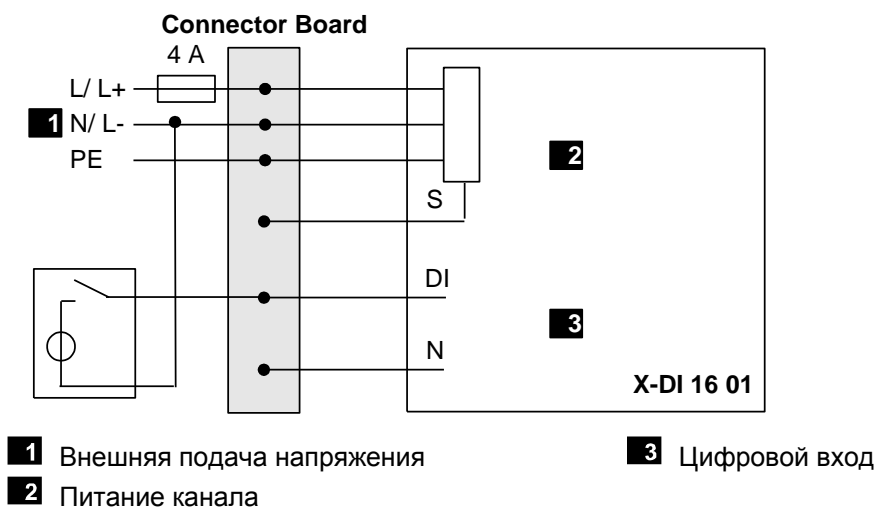 Connector Board
4 A
L/ L+
1 N/ L-
PE
2
S
DI
3
N
X-DI 16 01
1 Внешняя подача напряжения
3 Цифровой вход
2 Питание канала